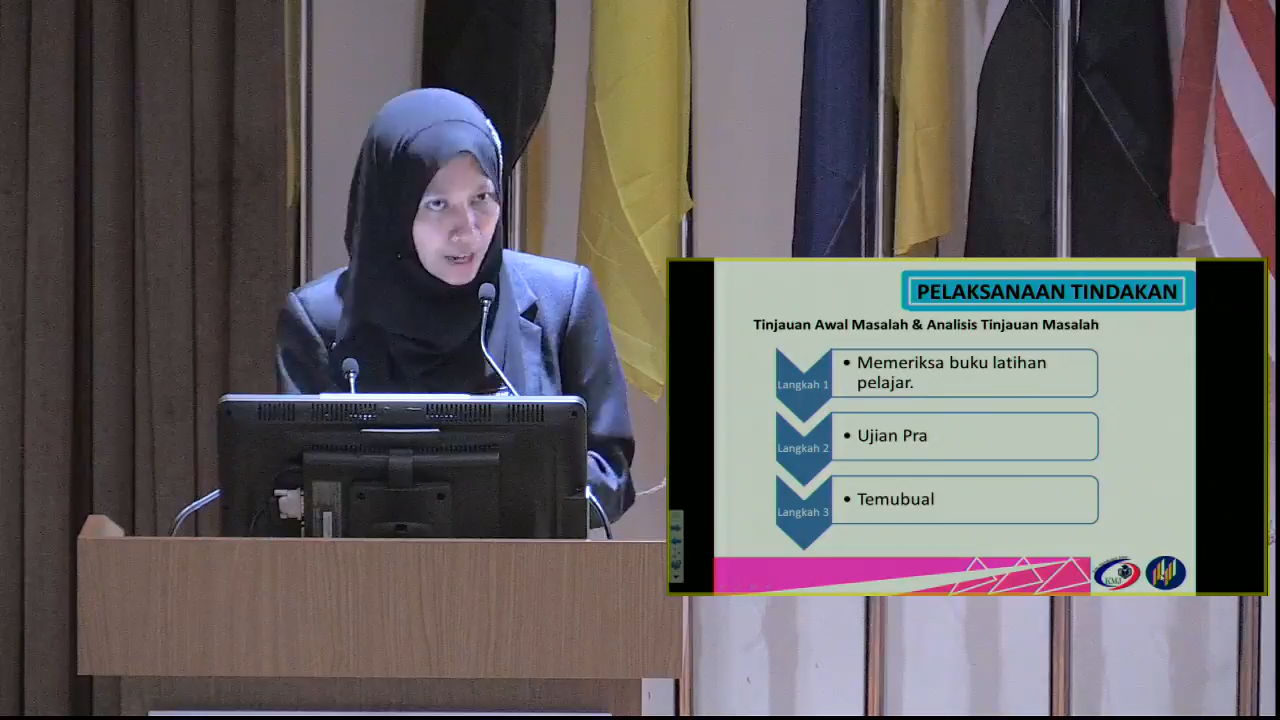 PELAKSANAAN TINDAKAN
Tinjauan Awal Masalah & Analisis Tinjauan Masalah
Langkah 1
• Memeriksa buku latihan
pelajar.
Langkah 2
• Ujian Pra
Langkah 3
• Temubual